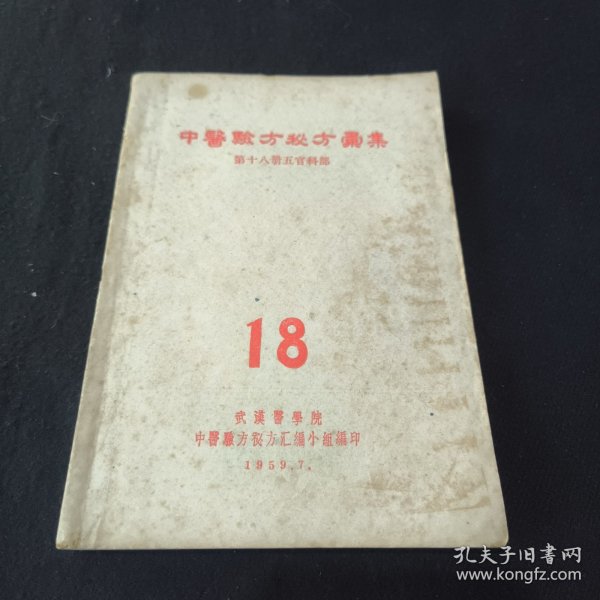 中醫驗方秘方彙集
第十八册五官科部
18
武漢醫學院
中醫驗方秘方汇編小組編印
1959.7.
孔夫子旧书网
www.kongfz.com